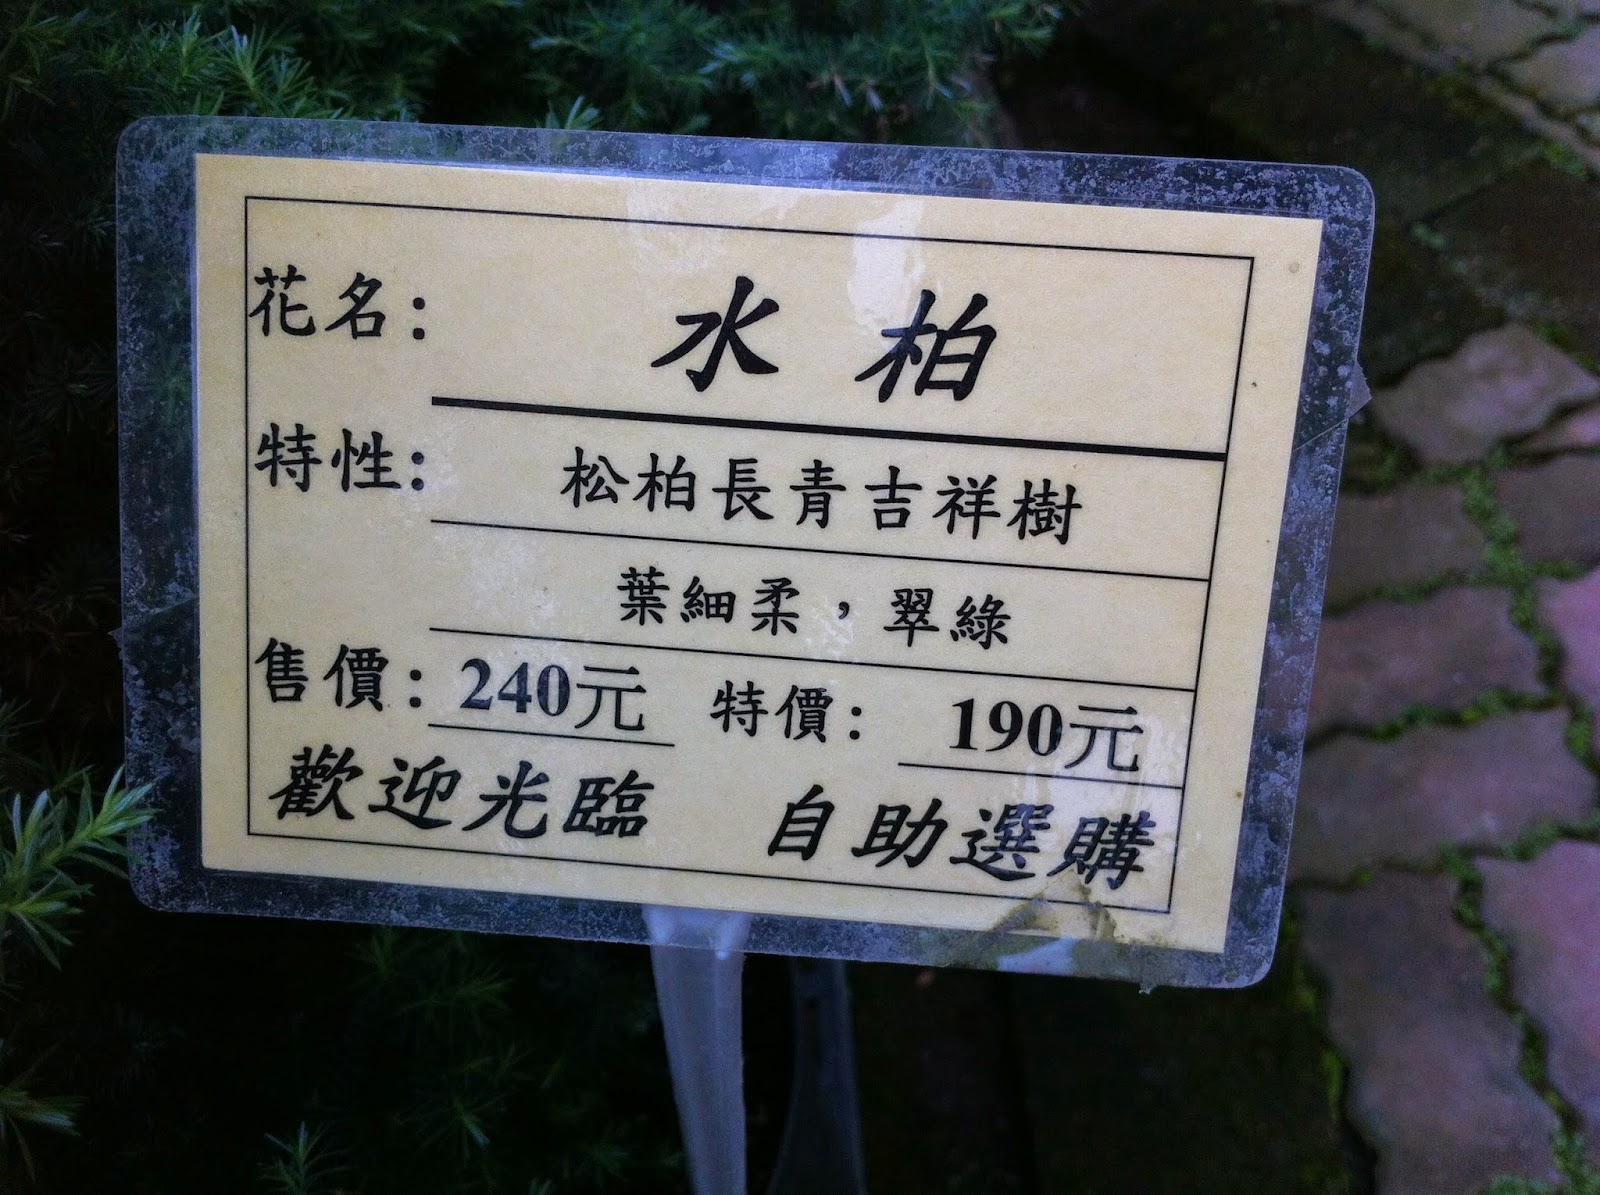 花名：水柏
特性：松柏長青吉祥樹
葉細柔，翠綠
售價：240元 特價：190元
歡迎光臨 自助選購